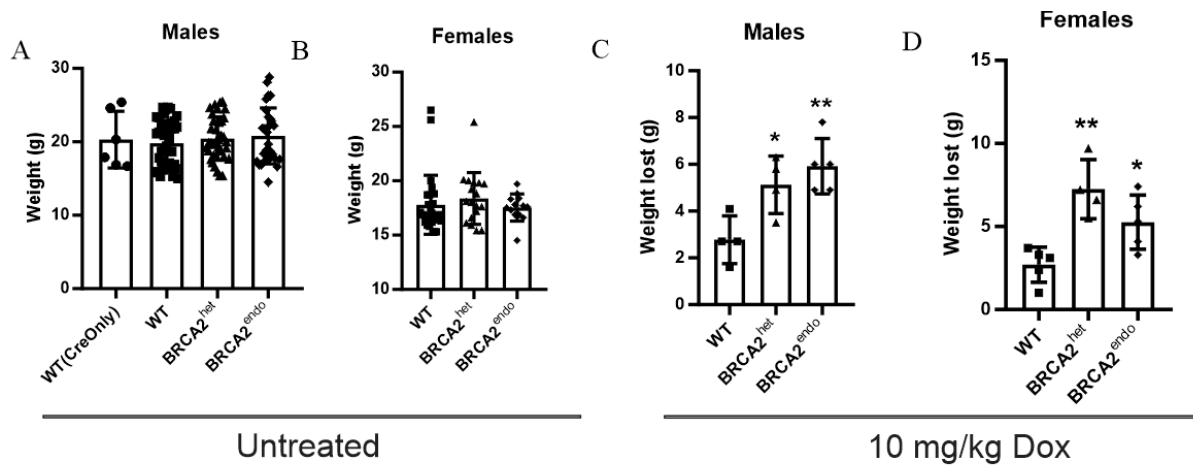 A
Males
Weight (g)
30
20
10
0
WT(CreOnly)
WT
BRCA2het
BRCA2endo
B
Females
Weight (g)
30
25
20
15
10
WT
BRCA2het
BRCA2endo
Untreated
C
Males
Weight lost (g)
10
8
6
4
2
0
*
**
WT
BRCA2het
BRCA2endo
D
Females
Weight lost (g)
15
10
5
0
**
*
WT
BRCA2het
BRCA2endo
10 mg/kg Dox